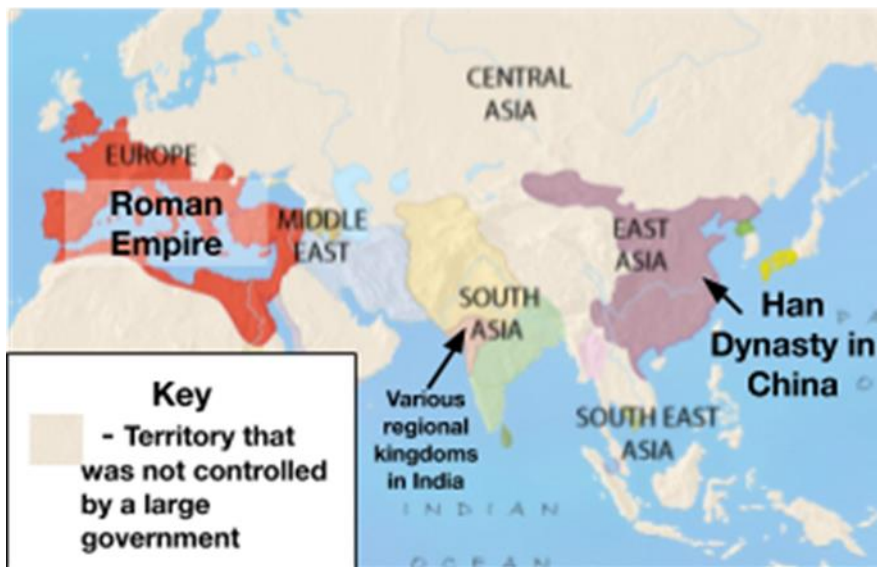 CENTRAL
ASIA
EUROPE
Roman
Empire
MIDDLE
EAST
EAST
ASIA
SOUTH
ASIA
Han
Dynasty in
China
P A
O
Various
regional
kingdoms
in India
SOUTH EAST
ASIA
INDIAN
OCEAN
Key
- Territory that
was not controlled
by a large
government